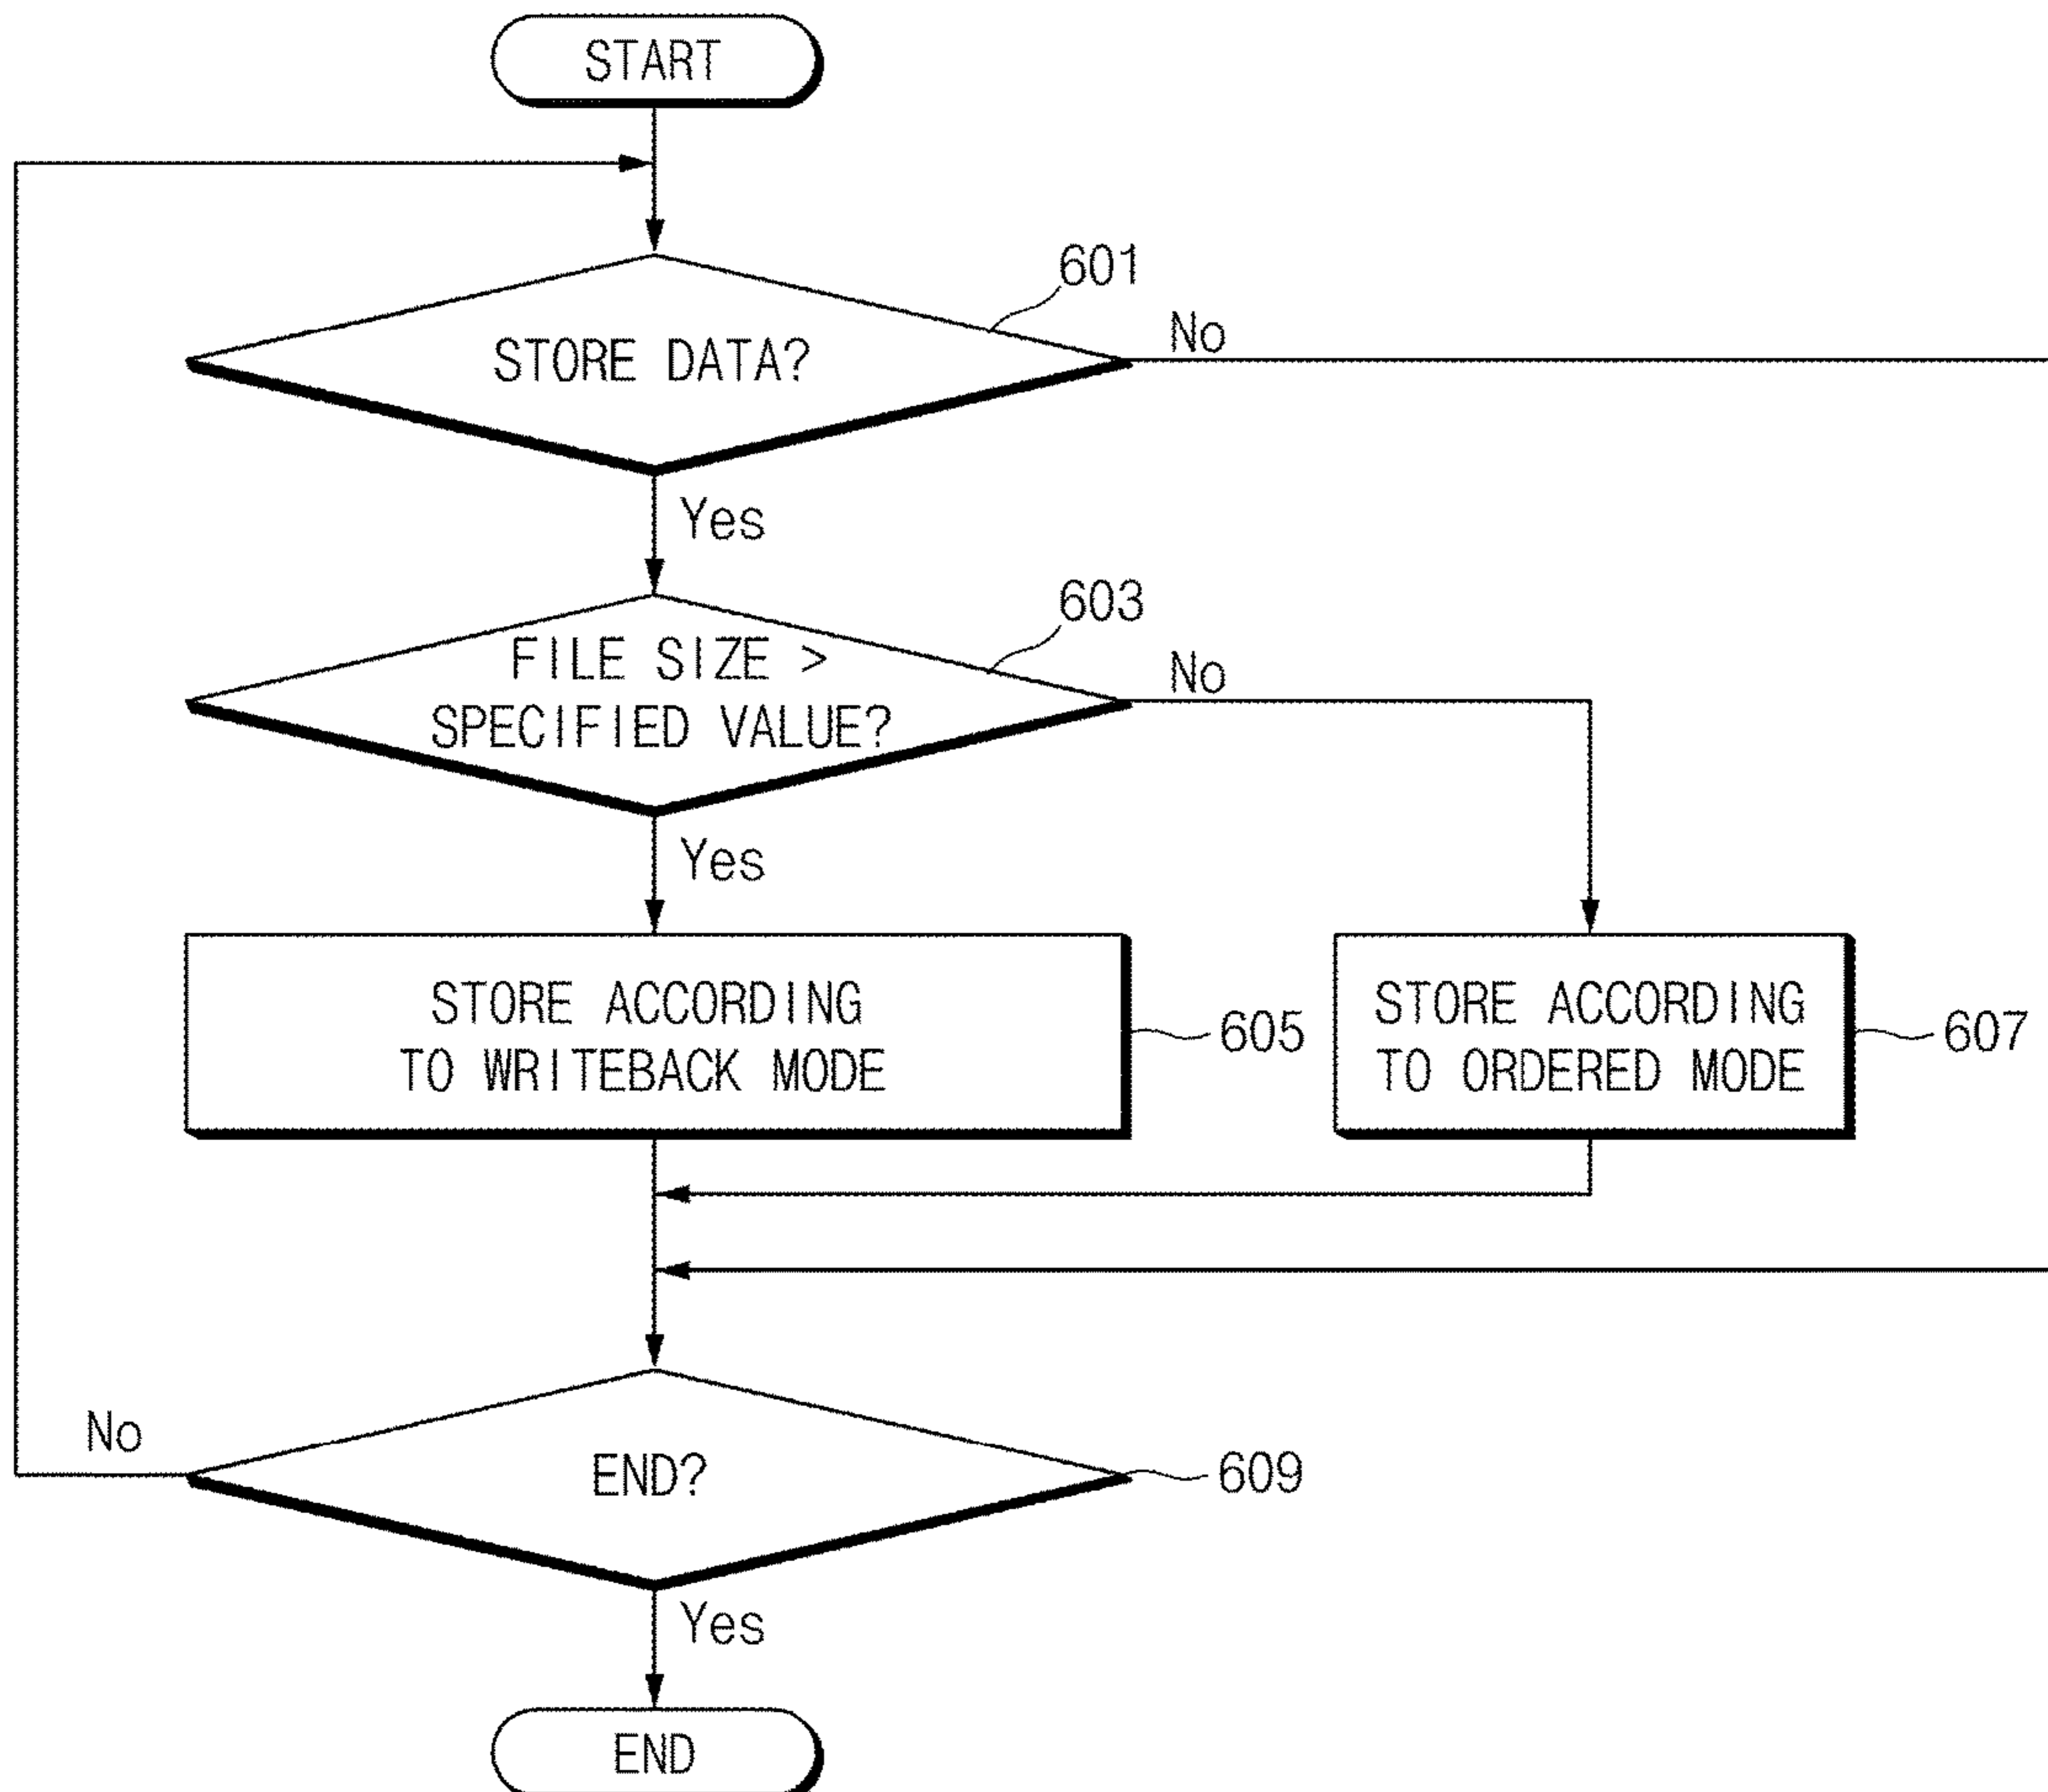 START
601
STORE DATA?
No
Yes
603
FILE SIZE >
SPECIFIED VALUE?
No
Yes
STORE ACCORDING
TO WRITEBACK MODE
605
STORE ACCORDING
TO ORDERED MODE
607
No
END?
609
Yes
END